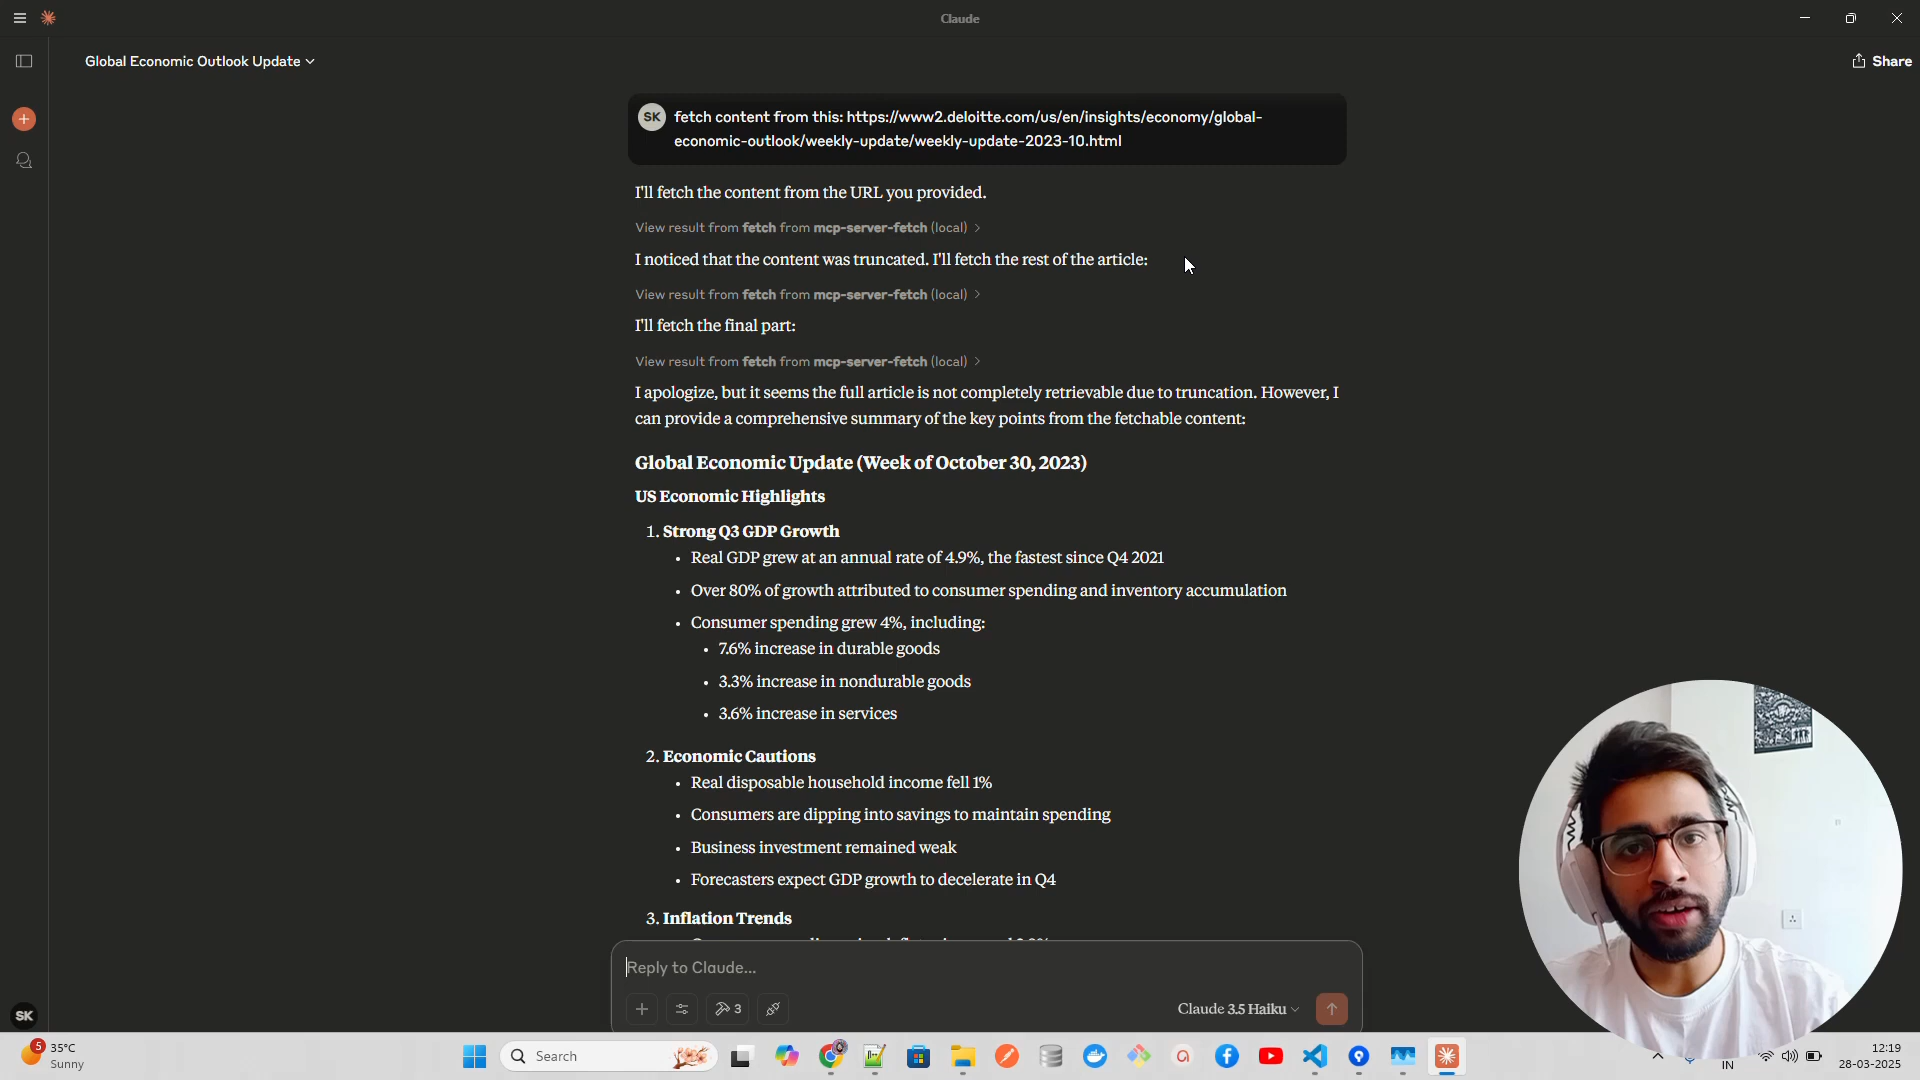 Claude
Global Economic Outlook Update
Share
SK
fetch content from this: https://www2.deloitte.com/us/en/insights/economy/global-
economic-outlook/weekly-update/weekly-update-2023-10.html
I'll fetch the content from the URL you provided.
View result from fetch from mcp-server-fetch (local)
I noticed that the content was truncated. I'll fetch the rest of the article:
View result from fetch from mcp-server-fetch (local)
I'll fetch the final part:
View result from fetch from mcp-server-fetch (local)
I apologize, but it seems the full article is not completely retrievable due to truncation. However, I
can provide a comprehensive summary of the key points from the fetchable content:
Global Economic Update (Week of October 30, 2023)
US Economic Highlights
1. Strong Q3 GDP Growth
• Real GDP grew at an annual rate of 4.9%, the fastest since Q4 2021
• Over 80% of growth attributed to consumer spending and inventory accumulation
• Consumer spending grew 4%, including:
• 7.6% increase in durable goods
• 3.3% increase in nondurable goods
• 3.6% increase in services
2. Economic Cautions
• Real disposable household income fell 1%
• Consumers are dipping into savings to maintain spending
• Business investment remained weak
• Forecasters expect GDP growth to decelerate in Q4
3. Inflation Trends
Reply to Claude...
3
Claude 3.5 Haiku
SK
5
35°C
Sunny
Search
IN
12:19
28-03-2025